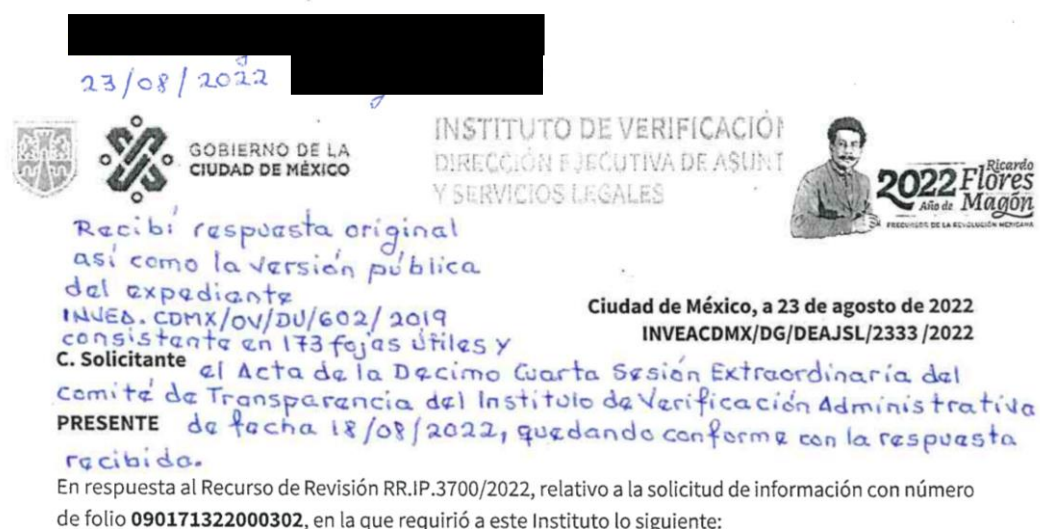 23/08/2022
GOBIERNO DE LA
CIUDAD DE MÉXICO
INSTITUTO DE VERIFICACIÓN
DIRECCIÓN EJECUTIVA DE ASUNT
Y SERVICIOS LEGALES
2022 Ricardo
Flores
Año de Magón
PRECURSOR DE LA REVOLUCIÓN MEXICANA
Recibí respuesta original
así como la versión pública
del expediente
INVEA.CDMX/OV/DU/602/2019
consistente en 173 fojas útiles y
Ciudad de México, a 23 de agosto de 2022
INVEACDMX/DG/DEAJSL/2333 /2022
C. Solicitante el Acta de la Decimo Cuarta Sesión Extraordinaria del
Comité de Transparencia del Instituto de Verificación Administrativa
PRESENTE de fecha 18/08/2022, quedando conforme con la respuesta
recibida.
En respuesta al Recurso de Revisión RR.IP.3700/2022, relativo a la solicitud de información con número
de folio 090171322000302, en la que requirió a este Instituto lo siguiente: